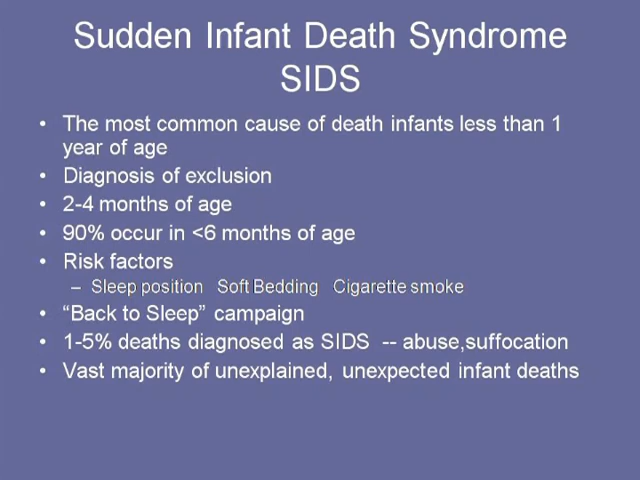 Sudden Infant Death Syndrome
SIDS
• The most common cause of death infants less than 1
year of age
• Diagnosis of exclusion
• 2-4 months of age
• 90% occur in <6 months of age
• Risk factors
– Sleep position Soft Bedding Cigarette smoke
• “Back to Sleep” campaign
• 1-5% deaths diagnosed as SIDS -- abuse,suffocation
• Vast majority of unexplained, unexpected infant deaths